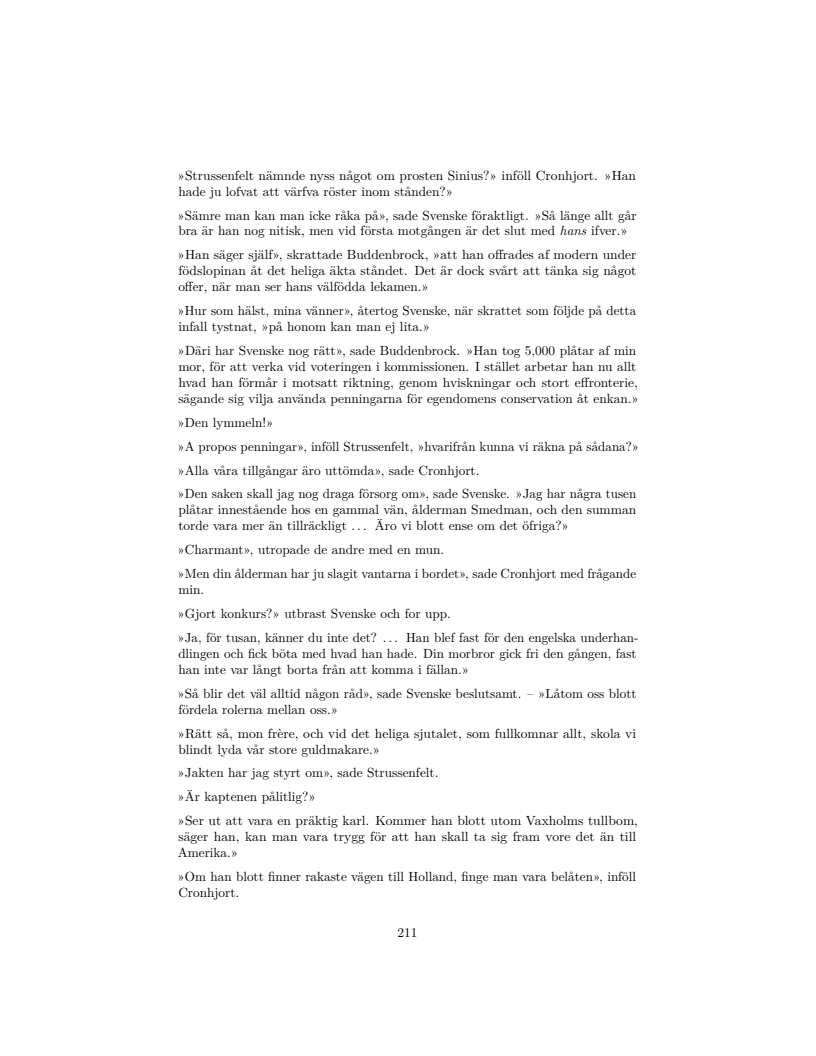 »Strussenfelt nämnde nyss något om prosten Sinius?» inföll Cronhjort. »Han
hade ju lofvat att värfva röster inom stånden?»
»Sämre man kan man icke råka på», sade Svenske föraktligt. »Så länge allt går
bra är han nog nitisk, men vid första motgången är det slut med hans ifver.»
»Han säger själf», skrattade Buddenbrock, »att han offrades af modern under
födslopinan åt det heliga äkta ståndet. Det är dock svårt att tänka sig något
offer, när man ser hans välfödda lekamen.»
»Hur som hälst, mina vänner», återtog Svenske, när skrattet som följde på detta
infall tystnat, »på honom kan man ej lita.»
»Däri har Svenske nog rätt», sade Buddenbrock. »Han tog 5,000 plåtar af min
mor, för att verka vid voteringen i kommissionen. I stället arbetar han nu allt
hvad han förmår i motsatt riktning, genom hviskningar och stort effronterie,
sägande sig vilja använda penningarna för egendomens conservation åt enkan.»
»Den lymmeln!»
»A propos penningar», inföll Strussenfelt, »hvarifrån kunna vi räkna på sådana?»
»Alla våra tillgångar äro uttömda», sade Cronhjort.
»Den saken skall jag nog draga försorg om», sade Svenske. »Jag har några tusen
plåtar innestående hos en gammal vän, ålderman Smedman, och den summan
torde vara mer än tillräckligt ... Äro vi blott ense om det öfriga?»
»Charmant», utropade de andre med en mun.
»Men din ålderman har ju slagit vantarna i bordet», sade Cronhjort med frågande
min.
»Gjort konkurs?» utbrast Svenske och for upp.
»Ja, för tusan, känner du inte det? ... Han blef fast för den engelska underhan-
dlingen och fick böta med hvad han hade. Din morbror gick fri den gången, fast
han inte var långt borta från att komma i fällan.»
»Så blir det väl alltid någon råd», sade Svenske beslutsamt. – »Låtom oss blott
fördela rolerna mellan oss.»
»Rätt så, mon frère, och vid det heliga sjutalet, som fullkomnar allt, skola vi
blindt lyda vår store guldmakare.»
»Jakten har jag styrt om», sade Strussenfelt.
»Är kaptenen pålitlig?»
»Ser ut att vara en präktig karl. Kommer han blott utom Vaxholms tullbom,
säger han, kan man vara trygg för att han skall ta sig fram vore det än till
Amerika.»
»Om han blott finner rakaste vägen till Holland, finge man vara belåten», inföll
Cronhjort.
211